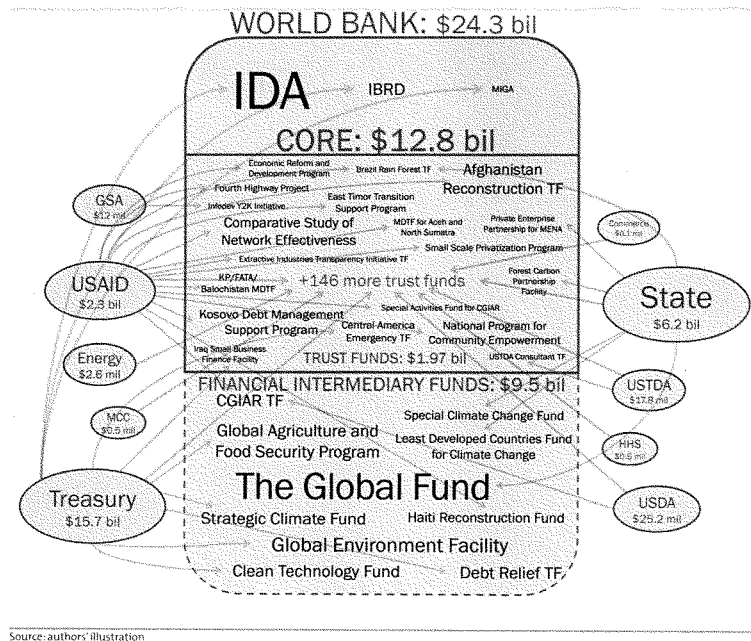 WORLD BANK: $24.3 bil
IDA
IBRD
MIGA
CORE: $12.8 bil
Economic Reform and
Development Program
Brazil Rain Forest TF
Afghanistan
Reconstruction TF
Fourth Highway Project
Infodev Y2K Initiative
East Timor Transition
Support Program
Comparative Study of
Network Effectiveness
MDTF for Aceh and
North Sumatra
Private Enterprise
Partnership for MENA
Small Scale Privatization Program
Extractive Industries Transparency Initiative TF
KP/FATA/
Balochistan MDTF
+146 more trust funds
Forest Carbon
Partnership
Facility
Special Activities Fund for CGIAR
Kosovo Debt Management
Support Program
Central America
Emergency TF
National Program for
Community Empowerment
Iraq Small Business
Finance Facility
TRUST FUNDS: $1.97 bil
USTDA Consultant TF
FINANCIAL INTERMEDIARY FUNDS: $9.5 bil
CGIAR TF
Special Climate Change Fund
Global Agriculture and
Food Security Program
Least Developed Countries Fund
for Climate Change
The Global Fund
Strategic Climate Fund
Haiti Reconstruction Fund
Global Environment Facility
Clean Technology Fund
Debt Relief TF
GSA
$12 mil
USAID
$2.3 bil
Energy
$2.6 mil
MCC
$0.5 mil
Treasury
$15.7 bil
Commerce
$0.1 mil
State
$6.2 bil
USTDA
$17.8 mil
HHS
mil
USDA
$25.2 mil
Source: authors' illustration